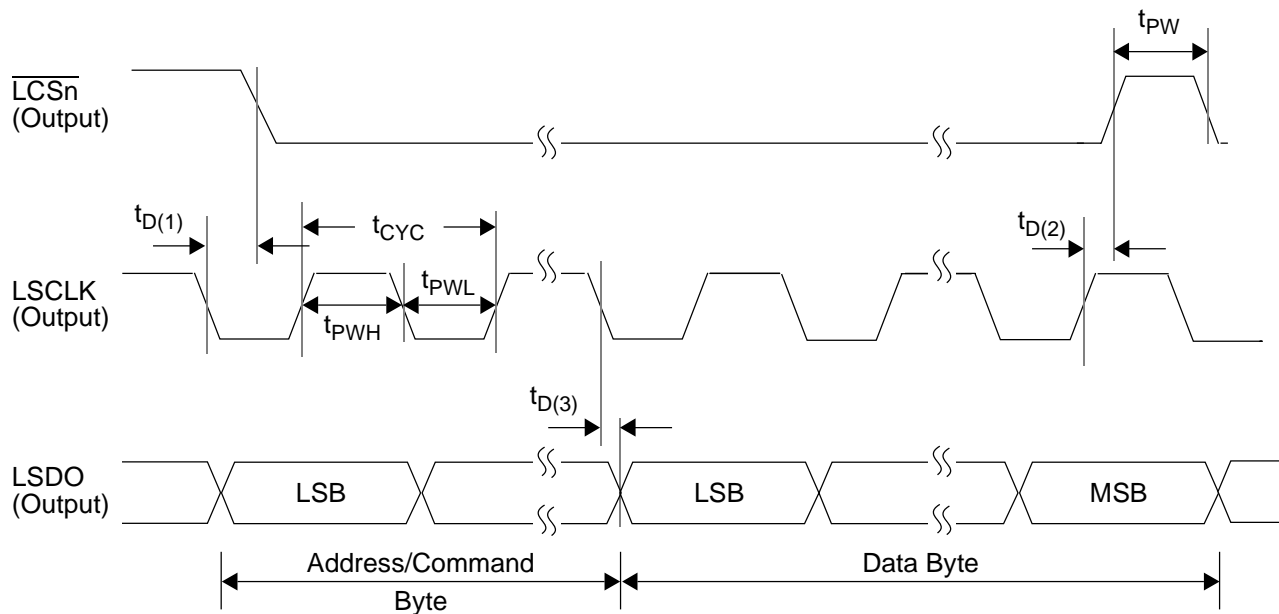 tPW
LCSn
(Output)
tD(1)
tCYC
tD(2)
LSCLK
(Output)
tPWL
tPWH
tD(3)
LSDO
(Output)
LSB
LSB
MSB
Address/Command
Byte
Data Byte